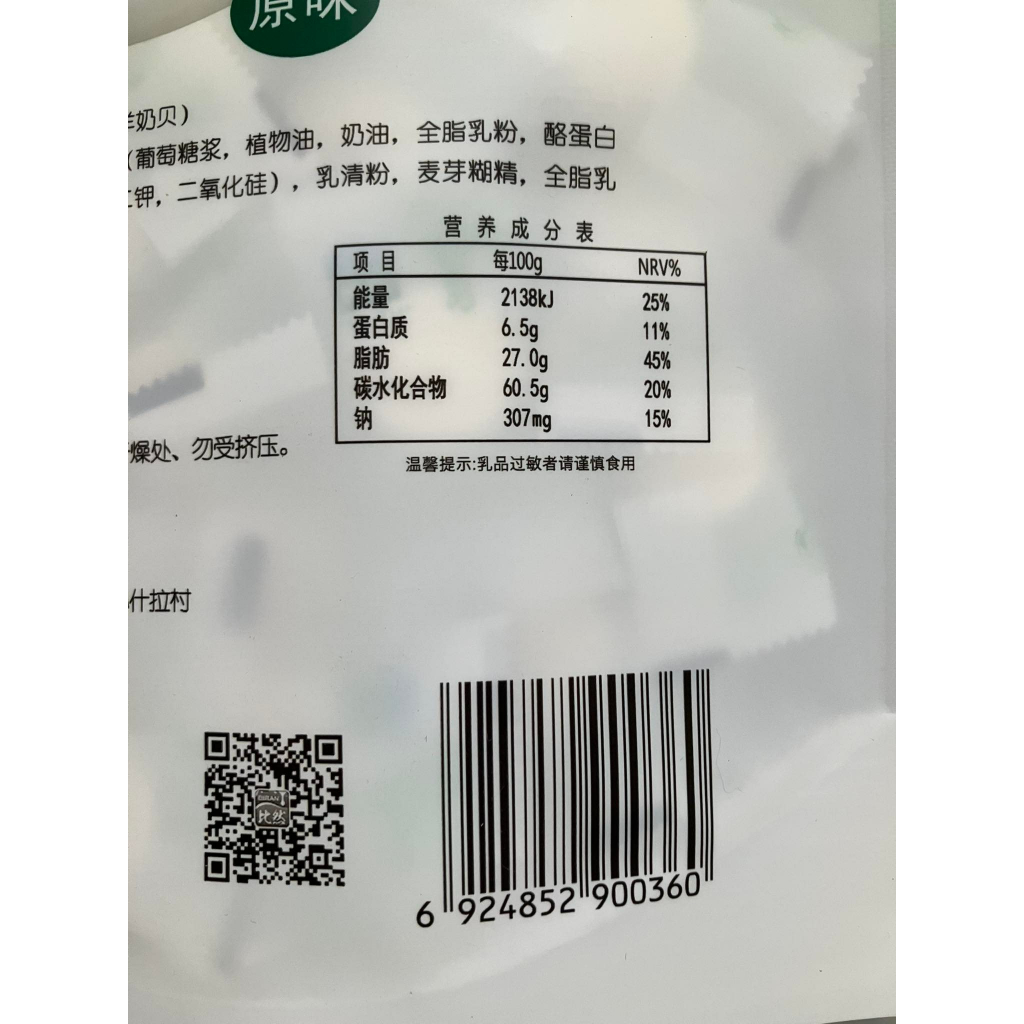 原味
奶贝)
(葡萄糖浆，植物油，奶油，全脂乳粉，酪蛋白
钾，二氧化硅)，乳清粉，麦芽糊精，全脂乳
营养成分表
项目 每100g NRV%
能量 2138kJ 25%
蛋白质 6.5g 11%
脂肪 27.0g 45%
碳水化合物 60.5g 20%
钠 307mg 15%
燥处、勿受挤压。
温馨提示:乳品过敏者请谨慎食用
什拉村
BIRAN
比然
6 924852 900360